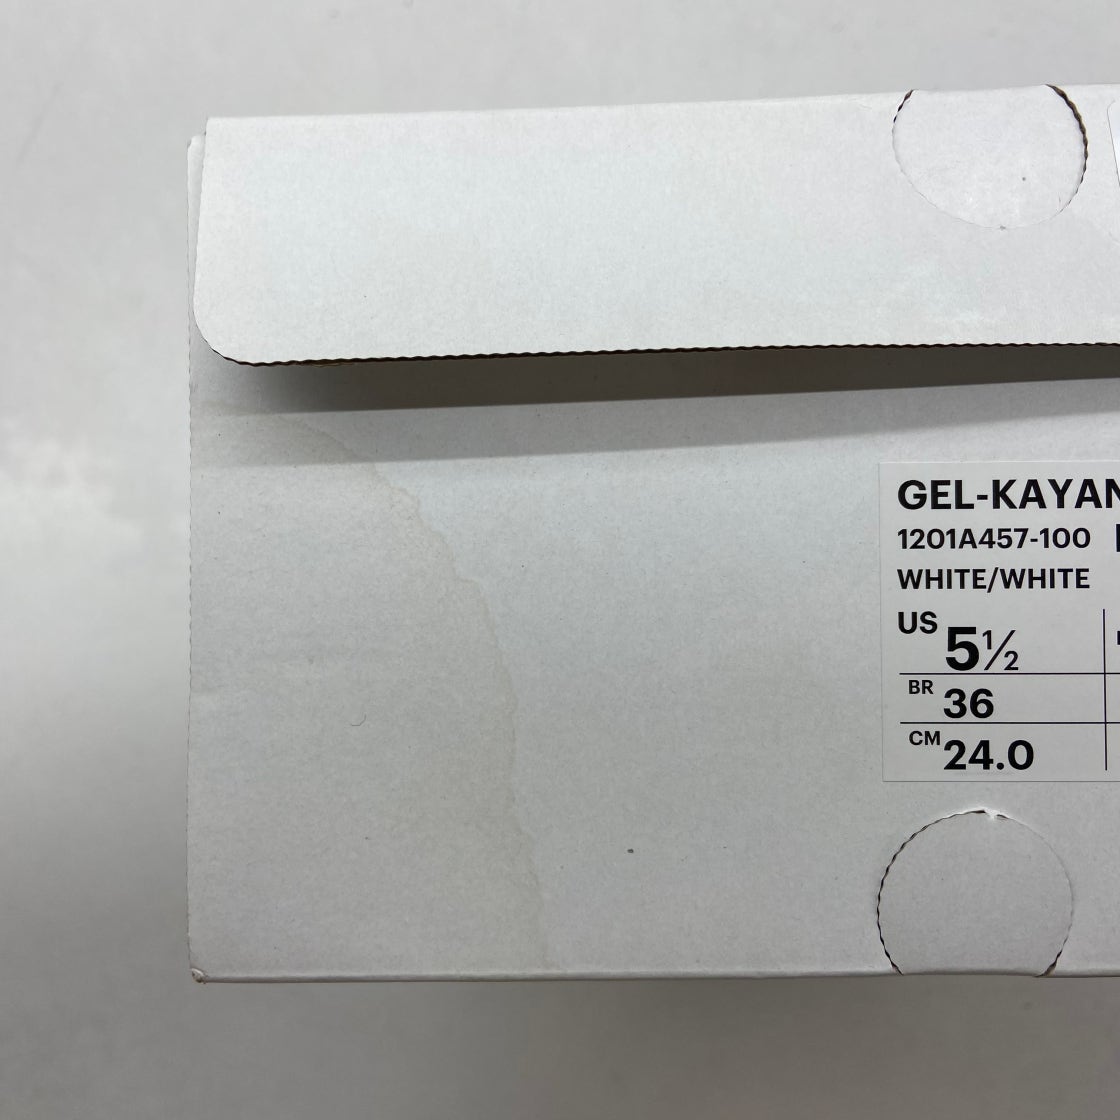 GEL-KAYAN
1201A457-100
WHITE/WHITE
US 5½
BR 36
CM 24.0